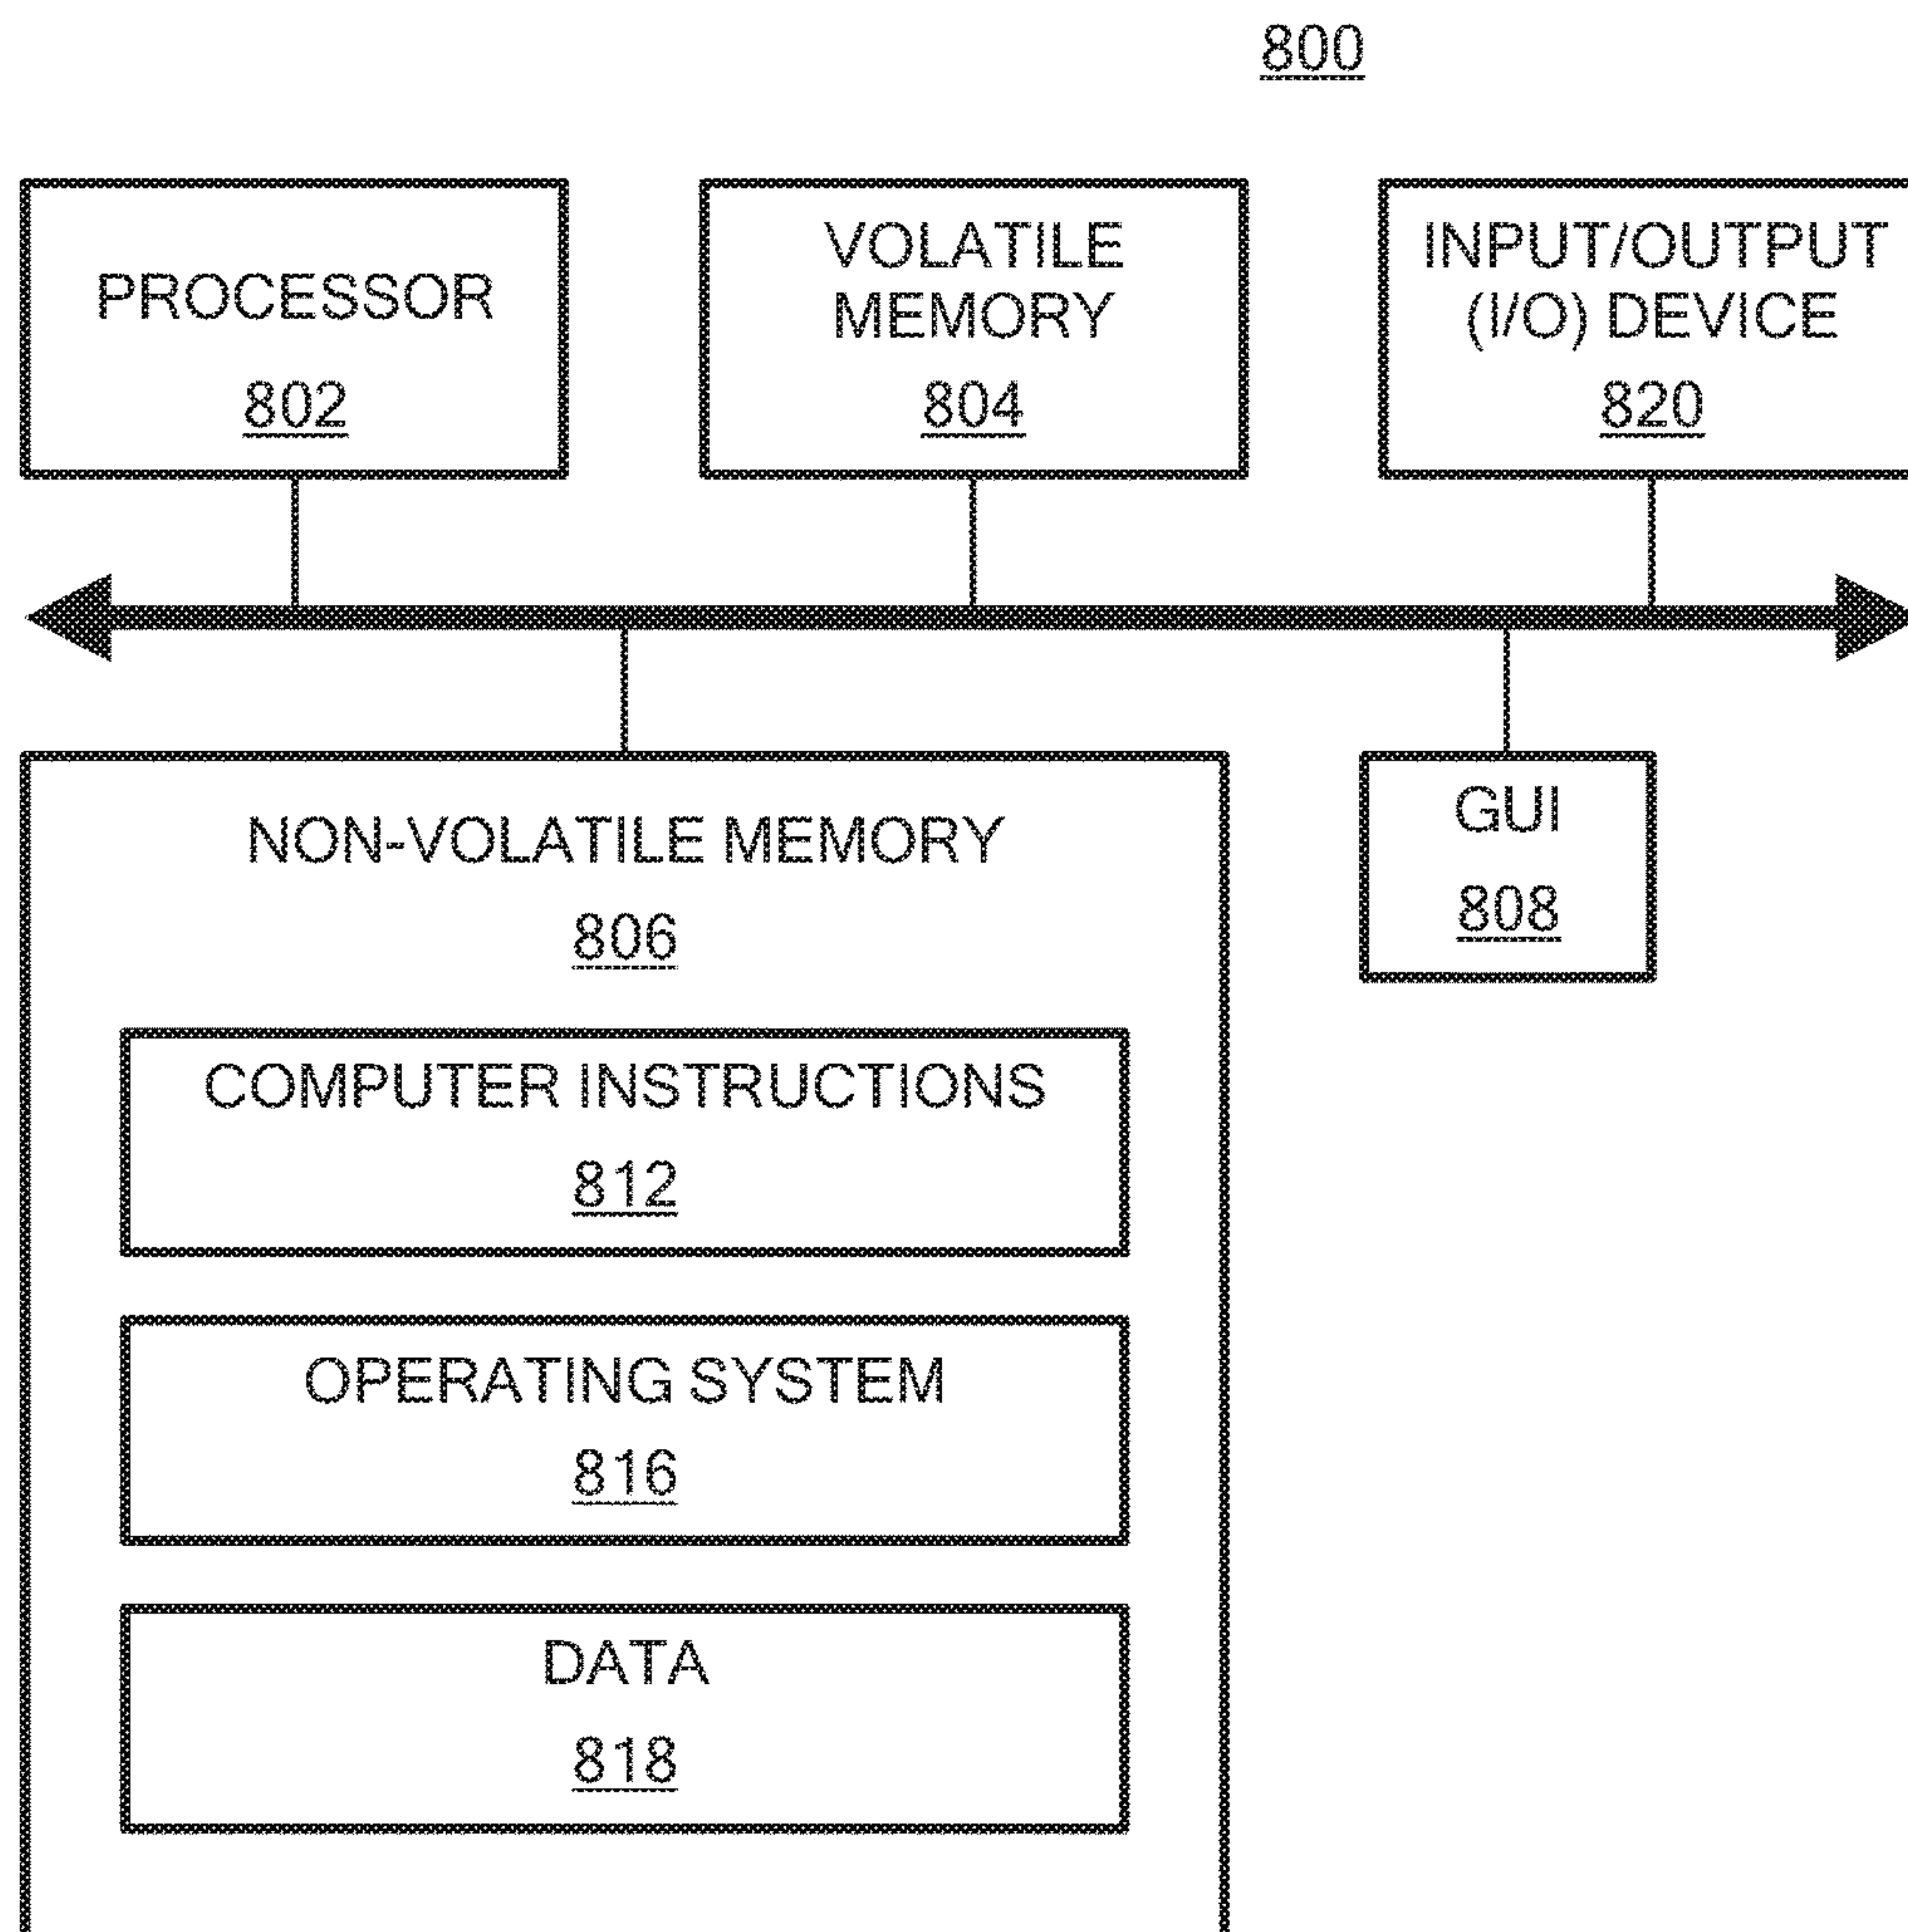 800
PROCESSOR
802
VOLATILE
MEMORY
804
INPUT/OUTPUT
(I/O) DEVICE
820
NON-VOLATILE MEMORY
806
GUI
808
COMPUTER INSTRUCTIONS
812
OPERATING SYSTEM
816
DATA
818